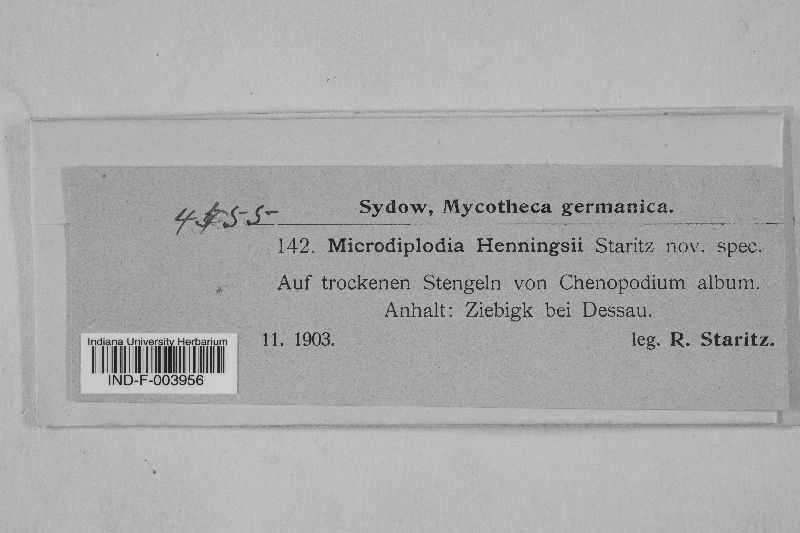 Sydow, Mycotheca germanica.
142. Microdiplodia Henningsii Staritz nov. spec.
Auf trockenen Stengeln von Chenopodium album.
Anhalt: Ziebigk bei Dessau.
11. 1903. leg. R. Staritz.
Indiana University Herbarium
IND-F-003956